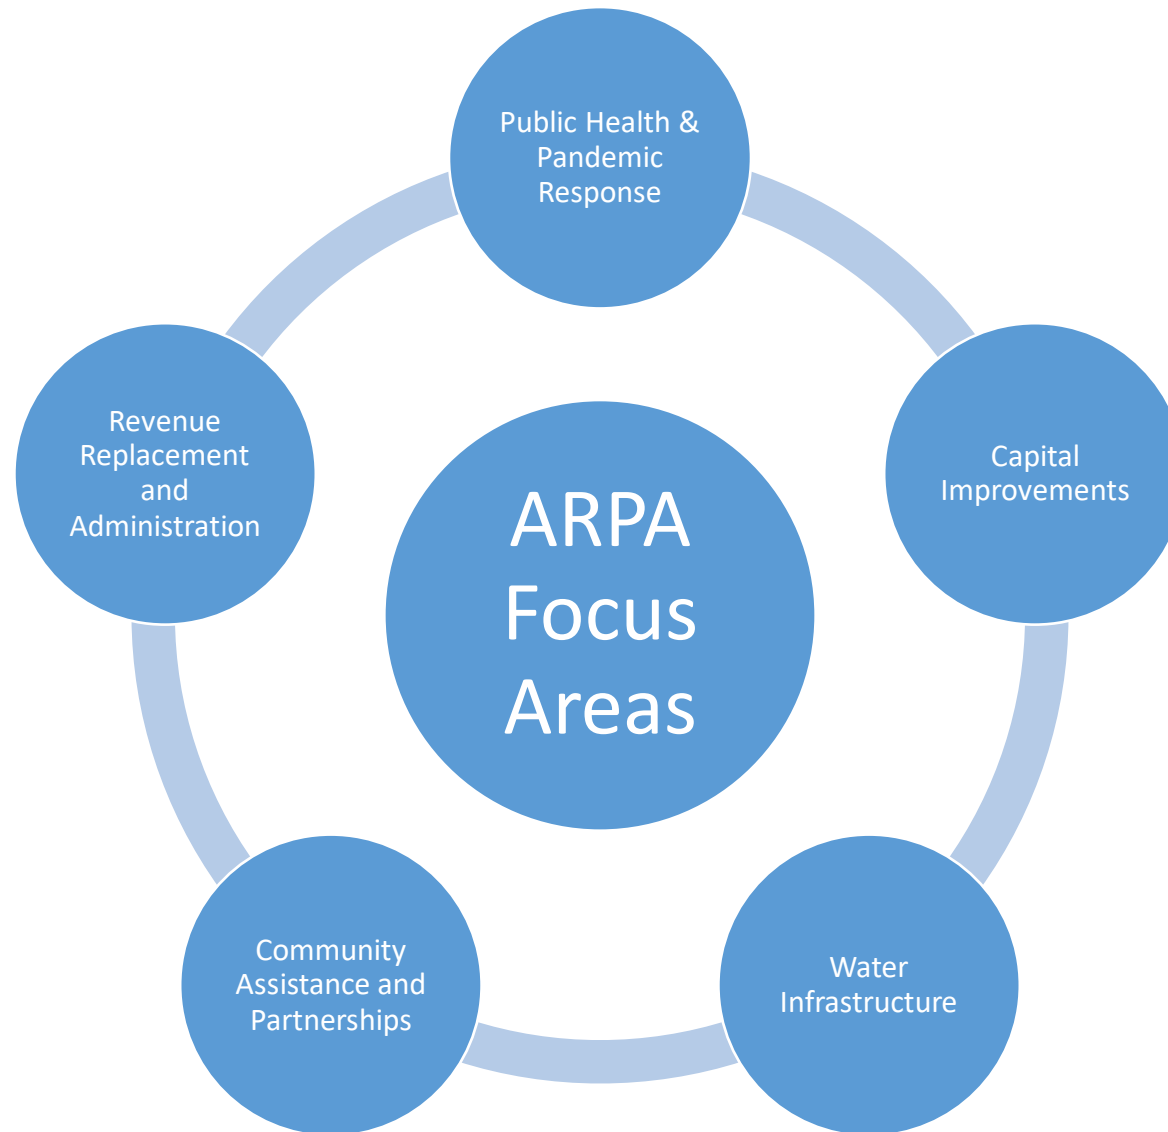 Public Health &
Pandemic
Response
Capital
Improvements
Water
Infrastructure
Community
Assistance and
Partnerships
Revenue
Replacement
and
Administration
ARPA
Focus
Areas